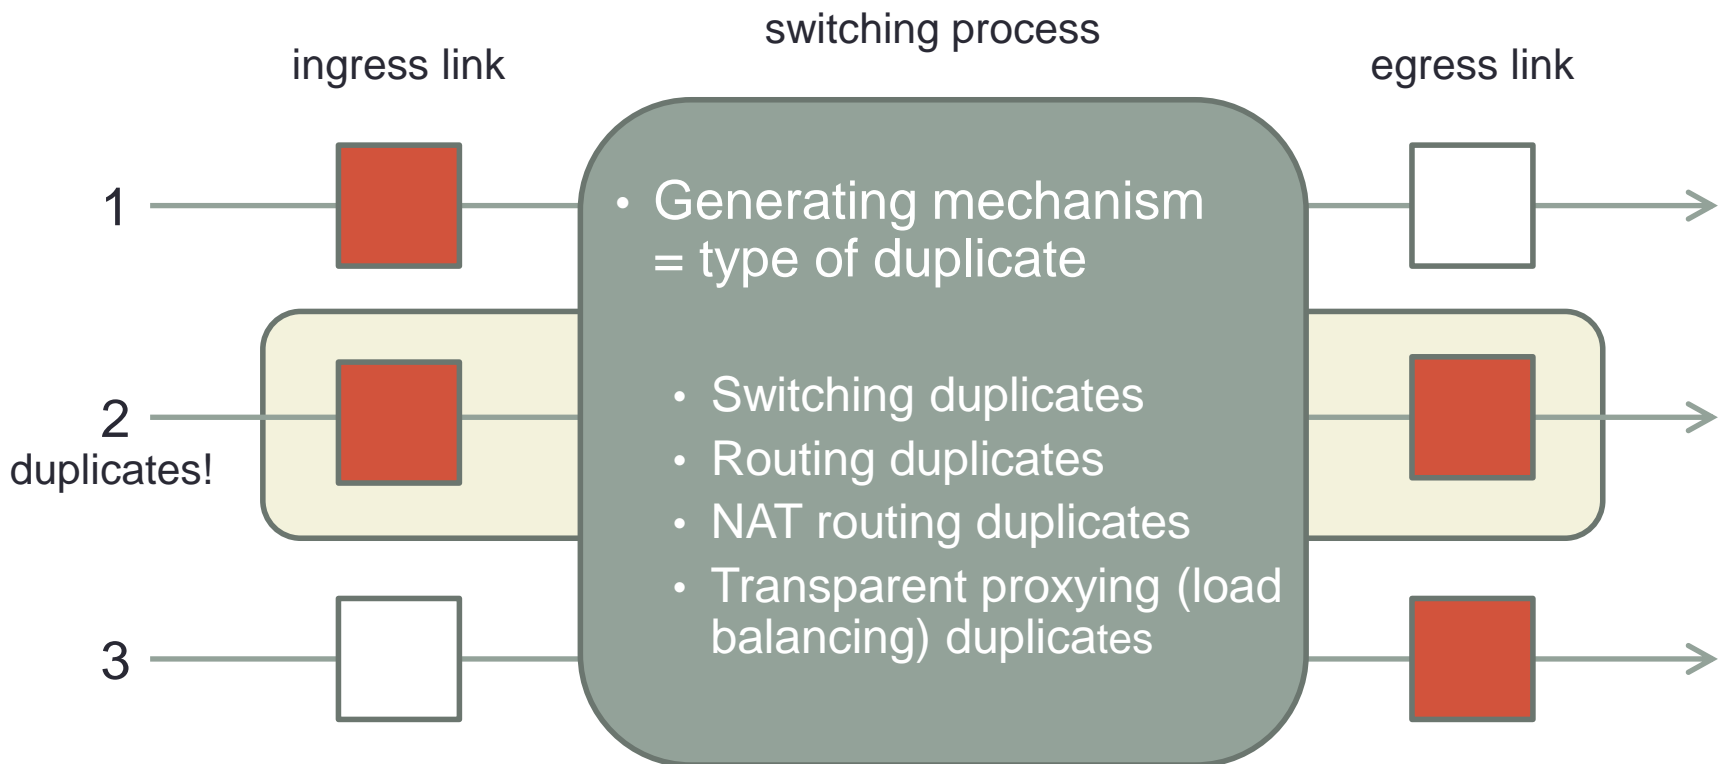 switching process
ingress link
egress link
1
• Generating mechanism
= type of duplicate
2
duplicates!
• Switching duplicates
• Routing duplicates
• NAT routing duplicates
• Transparent proxying (load
balancing) duplicates
3